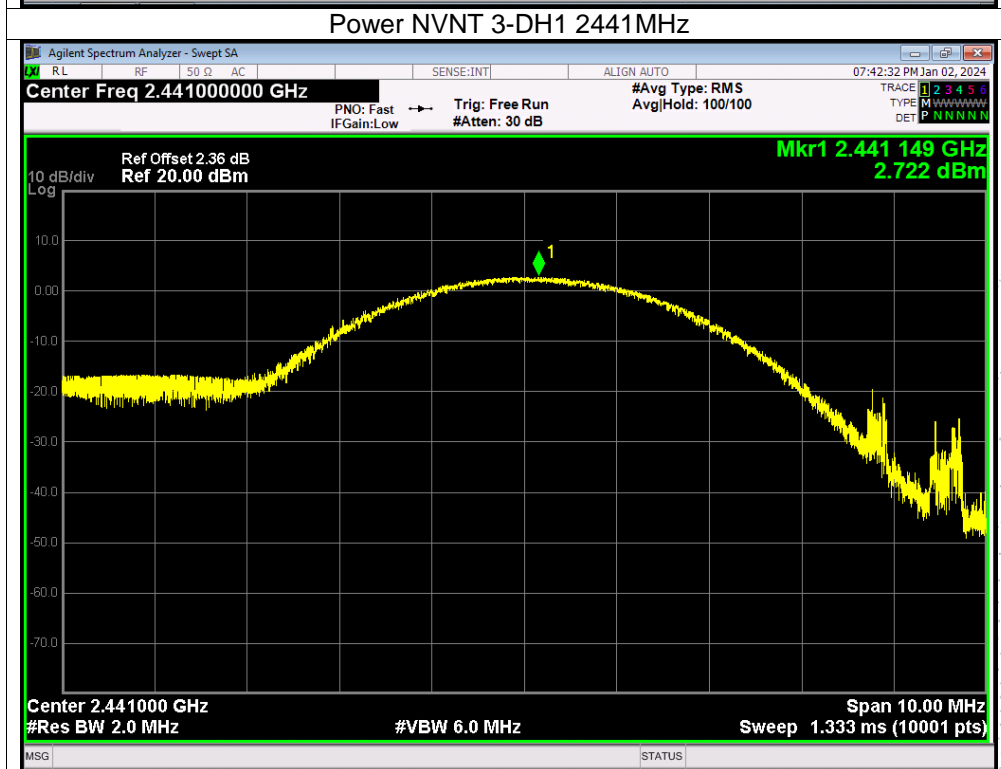 Power NVNT 3-DH1 2441MHz
Agilent Spectrum Analyzer - Swept SA
LXI RL RF 50 Ω AC SENSE:INT ALIGN AUTO 07:42:32 PM Jan 02, 2024
Center Freq 2.441000000 GHz #Avg Type: RMS TRACE 1 2 3 4 5 6
PNO: Fast Trig: Free Run Avg|Hold: 100/100 TYPE M WWWWW
IFGain:Low #Atten: 30 dB DET P N N N N N
Mkr1 2.441 149 GHz
2.722 dBm
Ref Offset 2.36 dB
10 dB/div Ref 20.00 dBm
Log
10.0
1
0.00
-10.0
-20.0
-30.0
-40.0
-50.0
-60.0
-70.0
Center 2.441000 GHz Span 10.00 MHz
#Res BW 2.0 MHz #VBW 6.0 MHz Sweep 1.333 ms (10001 pts)
MSG STATUS